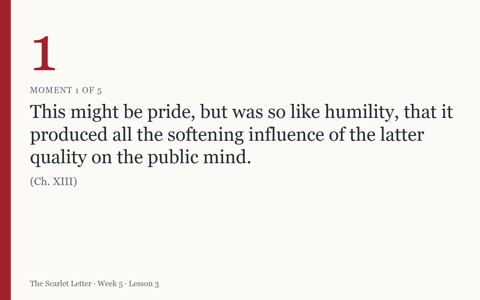 1
MOMENT 1 OF 5
This might be pride, but was so like humility, that it
produced all the softening influence of the latter
quality on the public mind.
(Ch. XIII)
The Scarlet Letter · Week 5 · Lesson 3